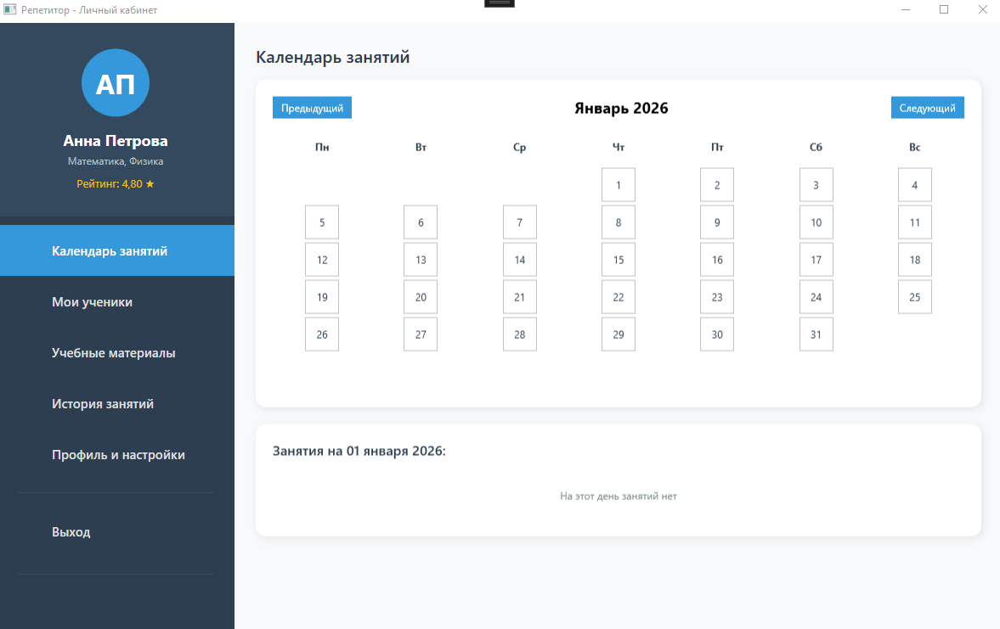 Репетитор - Личный кабинет
АП
Анна Петрова
Математика, Физика
Рейтинг: 4,80 ★
Календарь занятий
Мои ученики
Учебные материалы
История занятий
Профиль и настройки
Выход
Календарь занятий
Предыдущий Январь 2026 Следующий
Пн Вт Ср Чт Пт Сб Вс
1 2 3 4
5 6 7 8 9 10 11
12 13 14 15 16 17 18
19 20 21 22 23 24 25
26 27 28 29 30 31
Занятия на 01 января 2026:
На этот день занятий нет